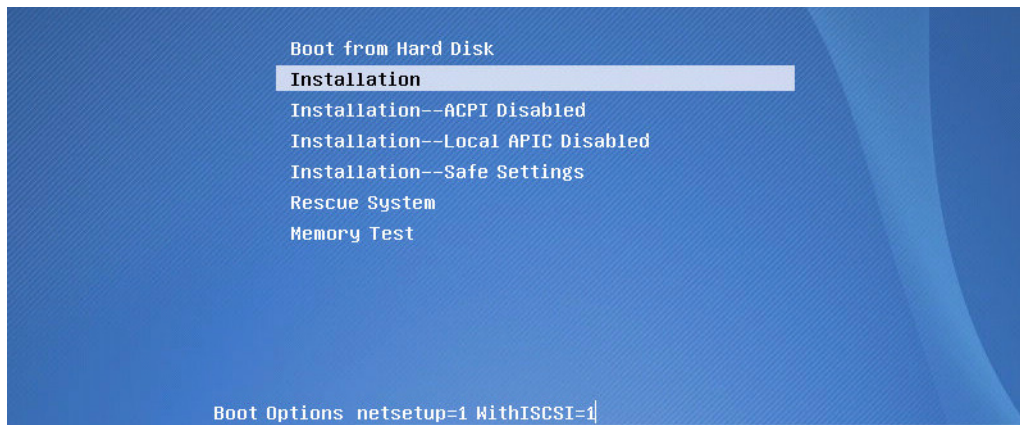 Boot from Hard Disk
Installation
Installation--ACPI Disabled
Installation--Local APIC Disabled
Installation--Safe Settings
Rescue System
Memory Test
Boot Options netsetup=1 WithISCSI=1